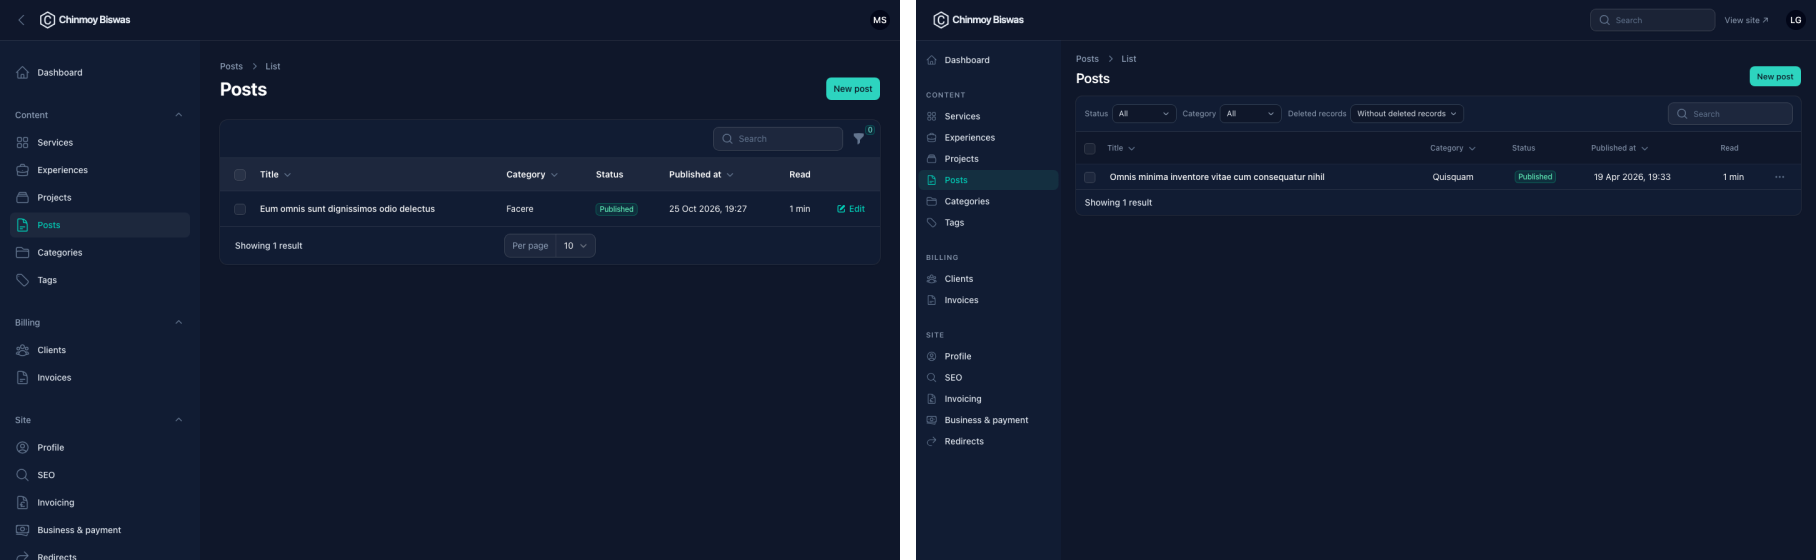 Chinmoy Biswas
MS
Dashboard
Content
Services
Experiences
Projects
Posts
Categories
Tags
Billing
Clients
Invoices
Site
Profile
SEO
Invoicing
Business & payment
Redirects
Posts > List
Posts
New post
Search
0
Title Category Status Published at Read
Eum omnis sunt dignissimos odio delectus Facere Published 25 Oct 2026, 19:27 1 min Edit
Showing 1 result
Per page 10
Chinmoy Biswas
Search
View site ↗
LG
Dashboard
CONTENT
Services
Experiences
Projects
Posts
Categories
Tags
BILLING
Clients
Invoices
SITE
Profile
SEO
Invoicing
Business & payment
Redirects
Posts > List
Posts
New post
Status All Category All Deleted records Without deleted records
Search
Title Category Status Published at Read
Omnis minima inventore vitae cum consequatur nihil Quisquam Published 19 Apr 2026, 19:33 1 min ...
Showing 1 result